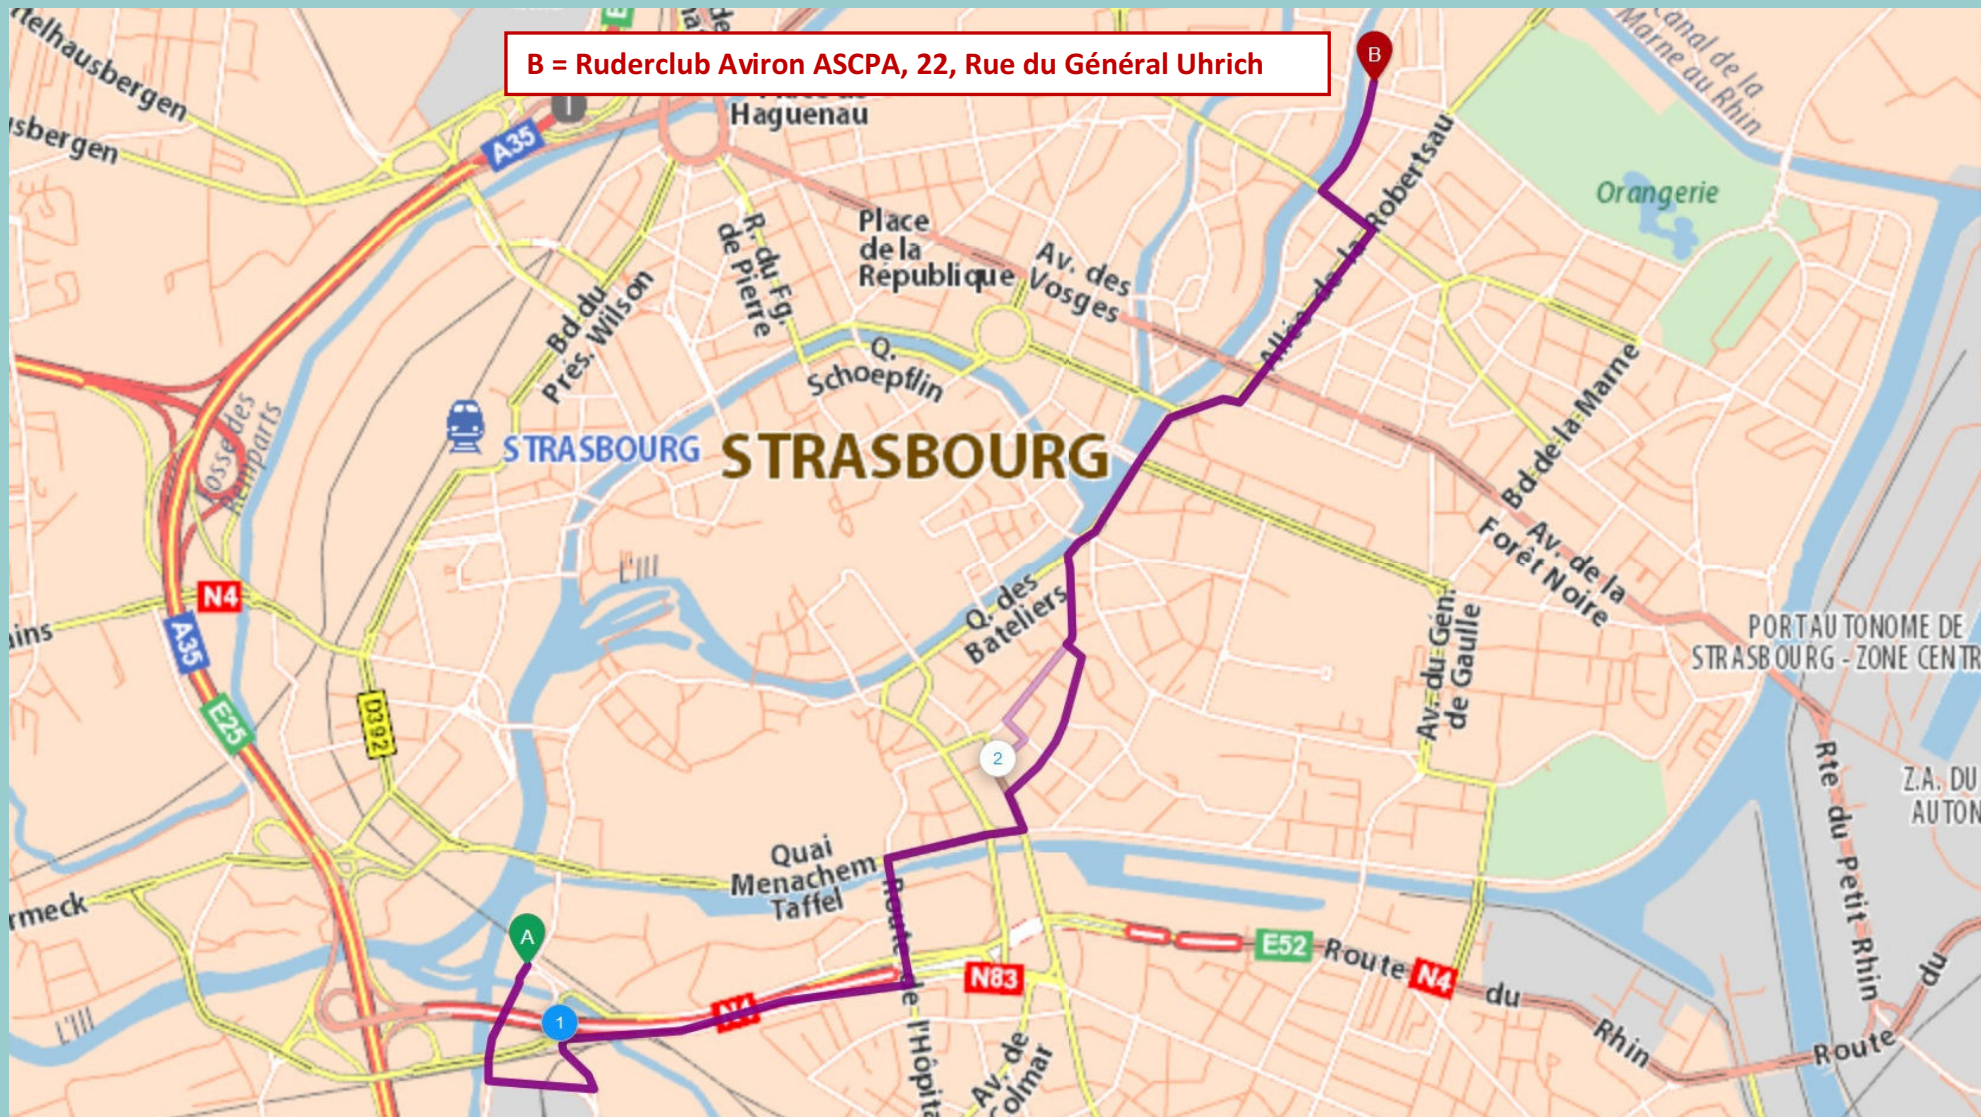 B = Ruderclub Aviron ASCPA, 22, Rue du Général Uhrich
B
Canal de la
Marne au Rhin
Haguenau
A35
Orangerie
Allée de la Robertsau
Place
de la
République
Av. des
Vosges
R. du Fg.
de Pierre
Bd du
Prés. Wilson
Q.
Schoepflin
Fossé des
Remparts
STRASBOURG
STRASBOURG
Bd de la Marne
Av. de la
Forêt Noire
L'Ill
N4
A35
E25
D392
Q. des
Bateliers
Av. du Gén.
de Gaulle
PORT AUTONOME DE
STRASBOURG - ZONE CENTR
2
Z.A. DU
AUTON
Rte du Petit Rhin
Quai
Menachem
Taffel
rmeck
A
Route de l'Hôpita
1
N4
N83
E52
Route
N4
du
Rhin
Route
du
L'Ill
Av. de
Colmar